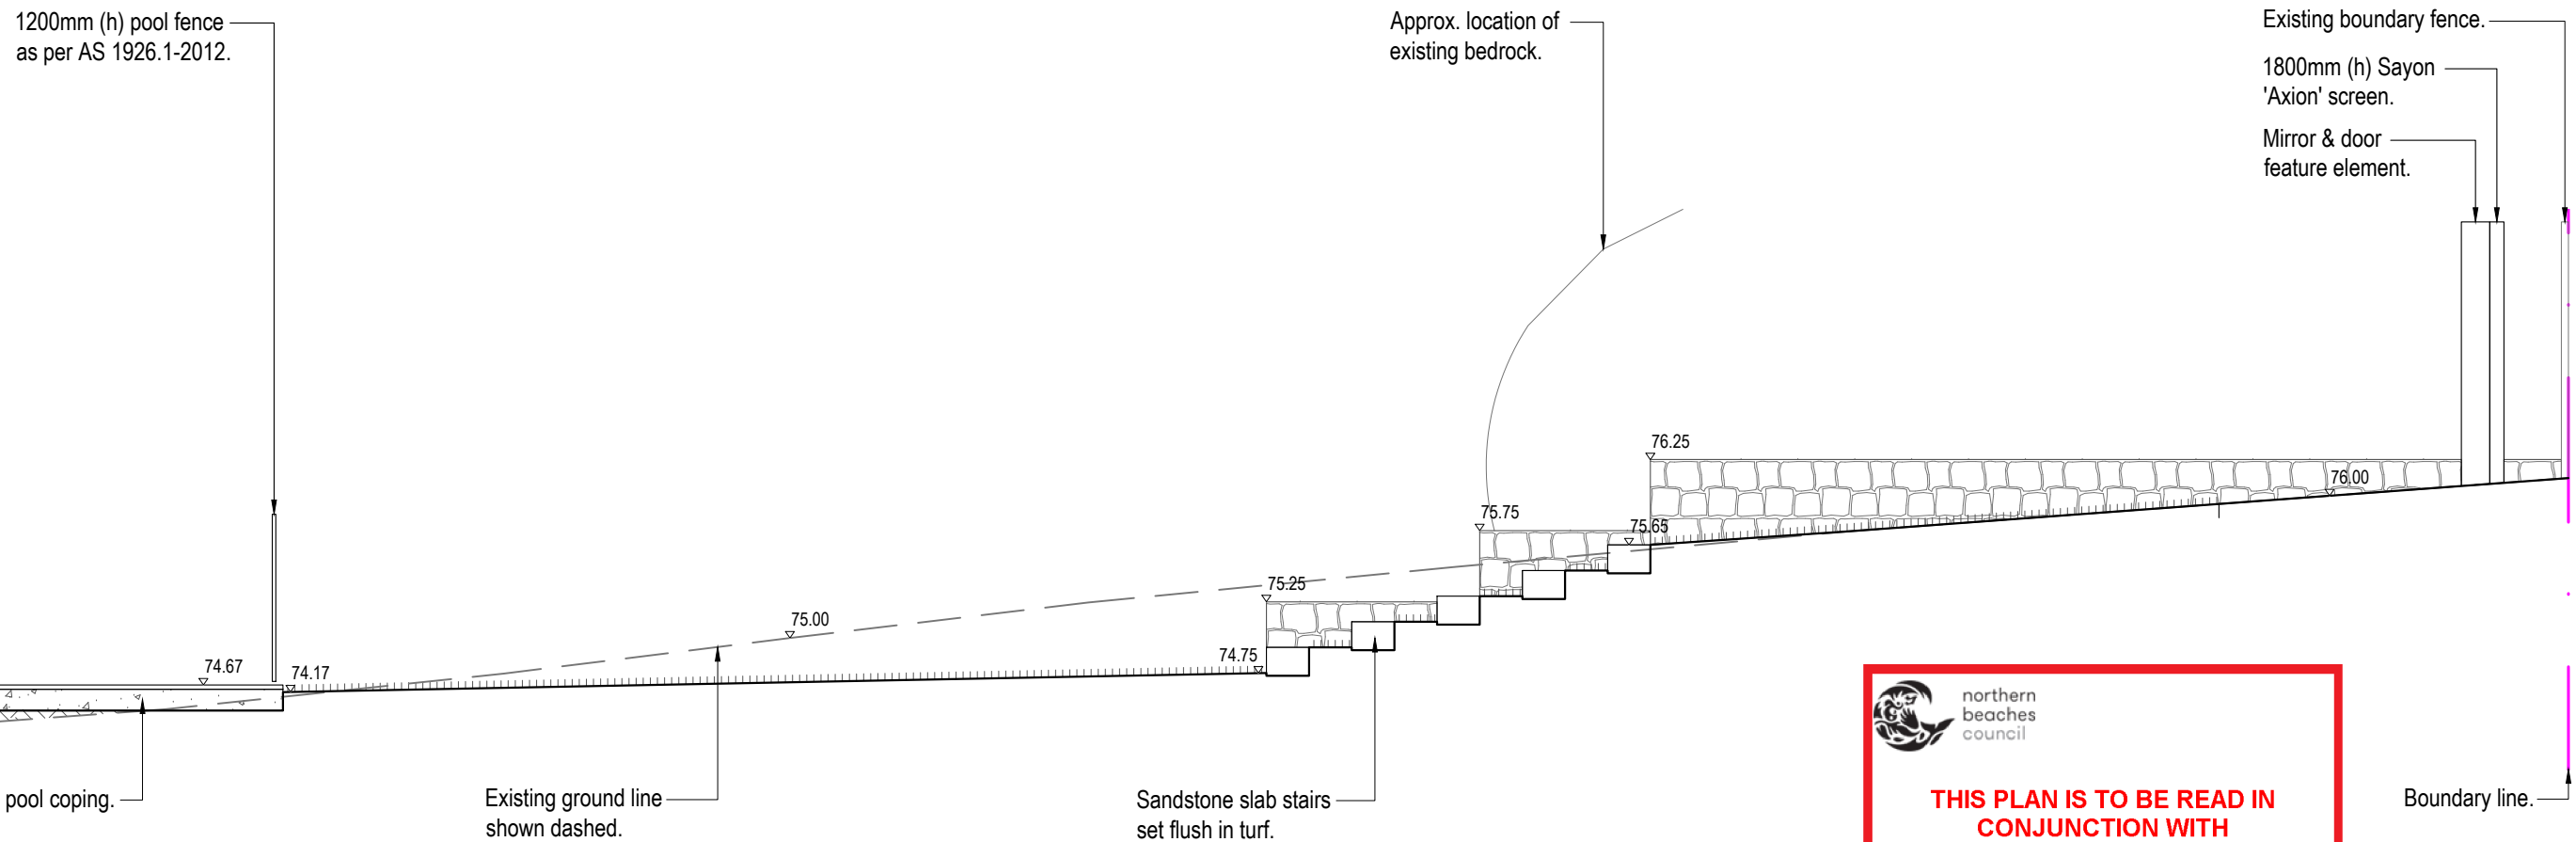 1200mm (h) pool fence
as per AS 1926.1-2012.
Approx. location of
existing bedrock.
Existing boundary fence.
1800mm (h) Sayon
'Axion' screen.
Mirror & door
feature element.
76.25
76.00
75.75
75.65
75.25
75.00
74.75
74.67
74.17
pool coping.
Existing ground line
shown dashed.
Sandstone slab stairs
set flush in turf.
Boundary line.
northern
beaches
council
THIS PLAN IS TO BE READ IN
CONJUNCTION WITH